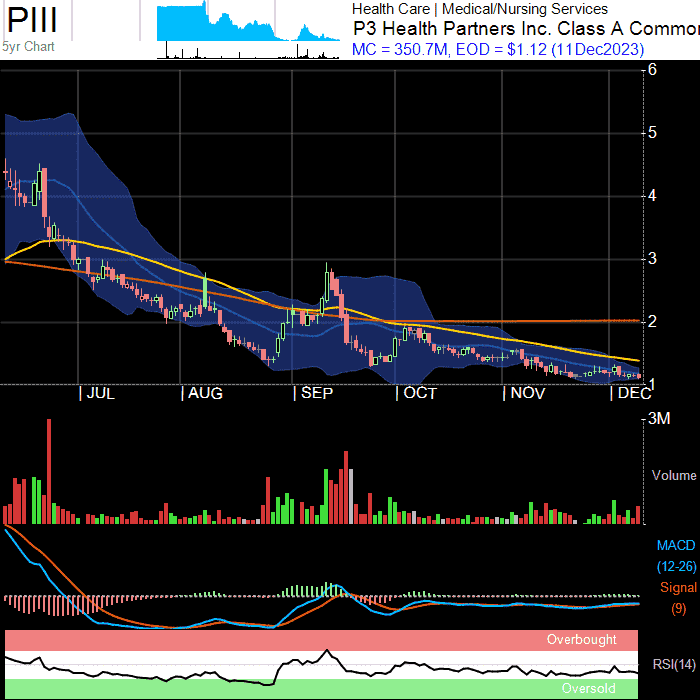 PIII
5yr Chart
Health Care | Medical/Nursing Services
P3 Health Partners Inc. Class A Common
MC = 350.7M, EOD = $1.12 (11Dec2023)
6
5
4
3
2
1
JUL AUG SEP OCT NOV DEC
3M
Volume
MACD
(12-26)
Signal
(9)
Overbought
RSI(14)
Oversold